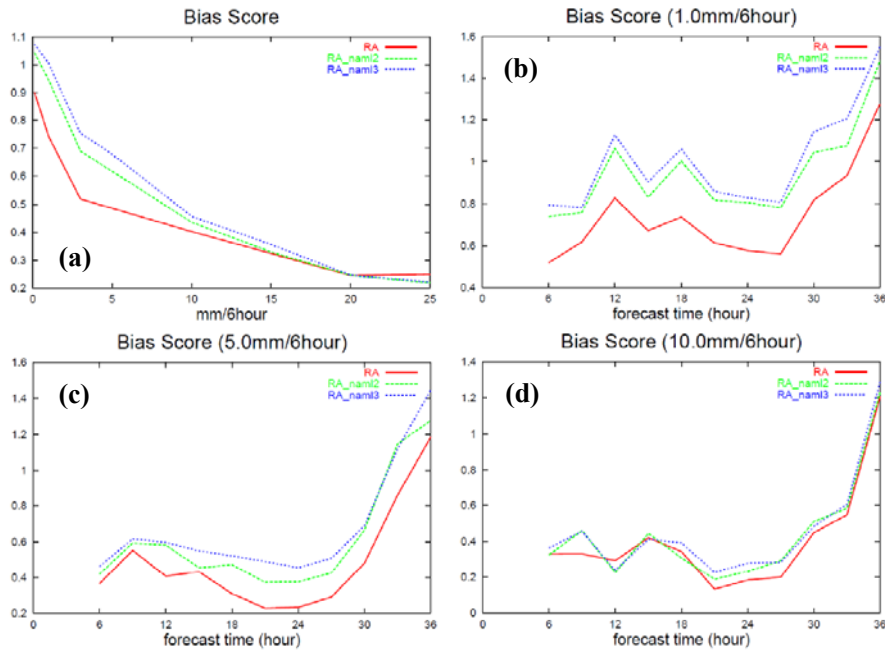 Bias Score
1.1
1
0.9
0.8
0.7
0.6
0.5
0.4
0.3
0.2
0
5
10
15
20
25
mm/6hour
RA
RA_naml2
RA_naml3
(a)
Bias Score (1.0mm/6hour)
1.6
1.4
1.2
1
0.8
0.6
0.4
0
6
12
18
24
30
36
forecast time (hour)
RA
RA_naml2
RA_naml3
(b)
Bias Score (5.0mm/6hour)
1.6
1.4
1.2
1
0.8
0.6
0.4
0.2
0
6
12
18
24
30
36
forecast time (hour)
RA
RA_naml2
RA_naml3
(c)
Bias Score (10.0mm/6hour)
1.4
1.2
1
0.8
0.6
0.4
0.2
0
0
6
12
18
24
30
36
forecast time (hour)
RA
RA_naml2
RA_naml3
(d)